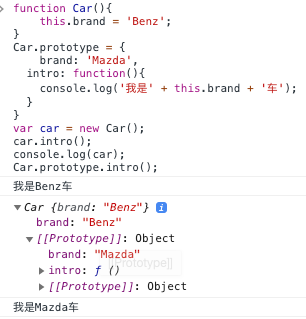 function Car(){
    this.brand = 'Benz';
}
Car.prototype = {
    brand: 'Mazda',
  intro: function(){
    console.log('我是' + this.brand + '车');
  }
}
var car = new Car();
car.intro();
console.log(car);
Car.prototype.intro();
我是Benz车
Car {brand: "Benz"} i
brand: "Benz"
[[Prototype]]: Object
brand: "Mazda"
[[Prototype]]
intro: ƒ ()
[[Prototype]]: Object
我是Mazda车